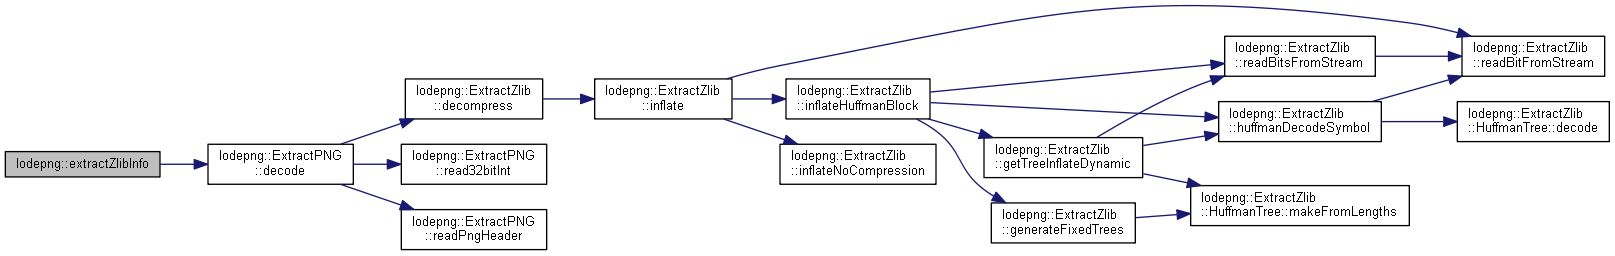 lodepng::extractZlibInfo
lodepng::ExtractPNG
::decode
lodepng::ExtractZlib
::decompress
lodepng::ExtractPNG
::read32bitInt
lodepng::ExtractPNG
::readPngHeader
lodepng::ExtractZlib
::inflate
lodepng::ExtractZlib
::inflateHuffmanBlock
lodepng::ExtractZlib
::inflateNoCompression
lodepng::ExtractZlib
::getTreeInflateDynamic
lodepng::ExtractZlib
::generateFixedTrees
lodepng::ExtractZlib
::readBitsFromStream
lodepng::ExtractZlib
::huffmanDecodeSymbol
lodepng::ExtractZlib
::HuffmanTree::makeFromLengths
lodepng::ExtractZlib
::readBitFromStream
lodepng::ExtractZlib
::HuffmanTree::decode